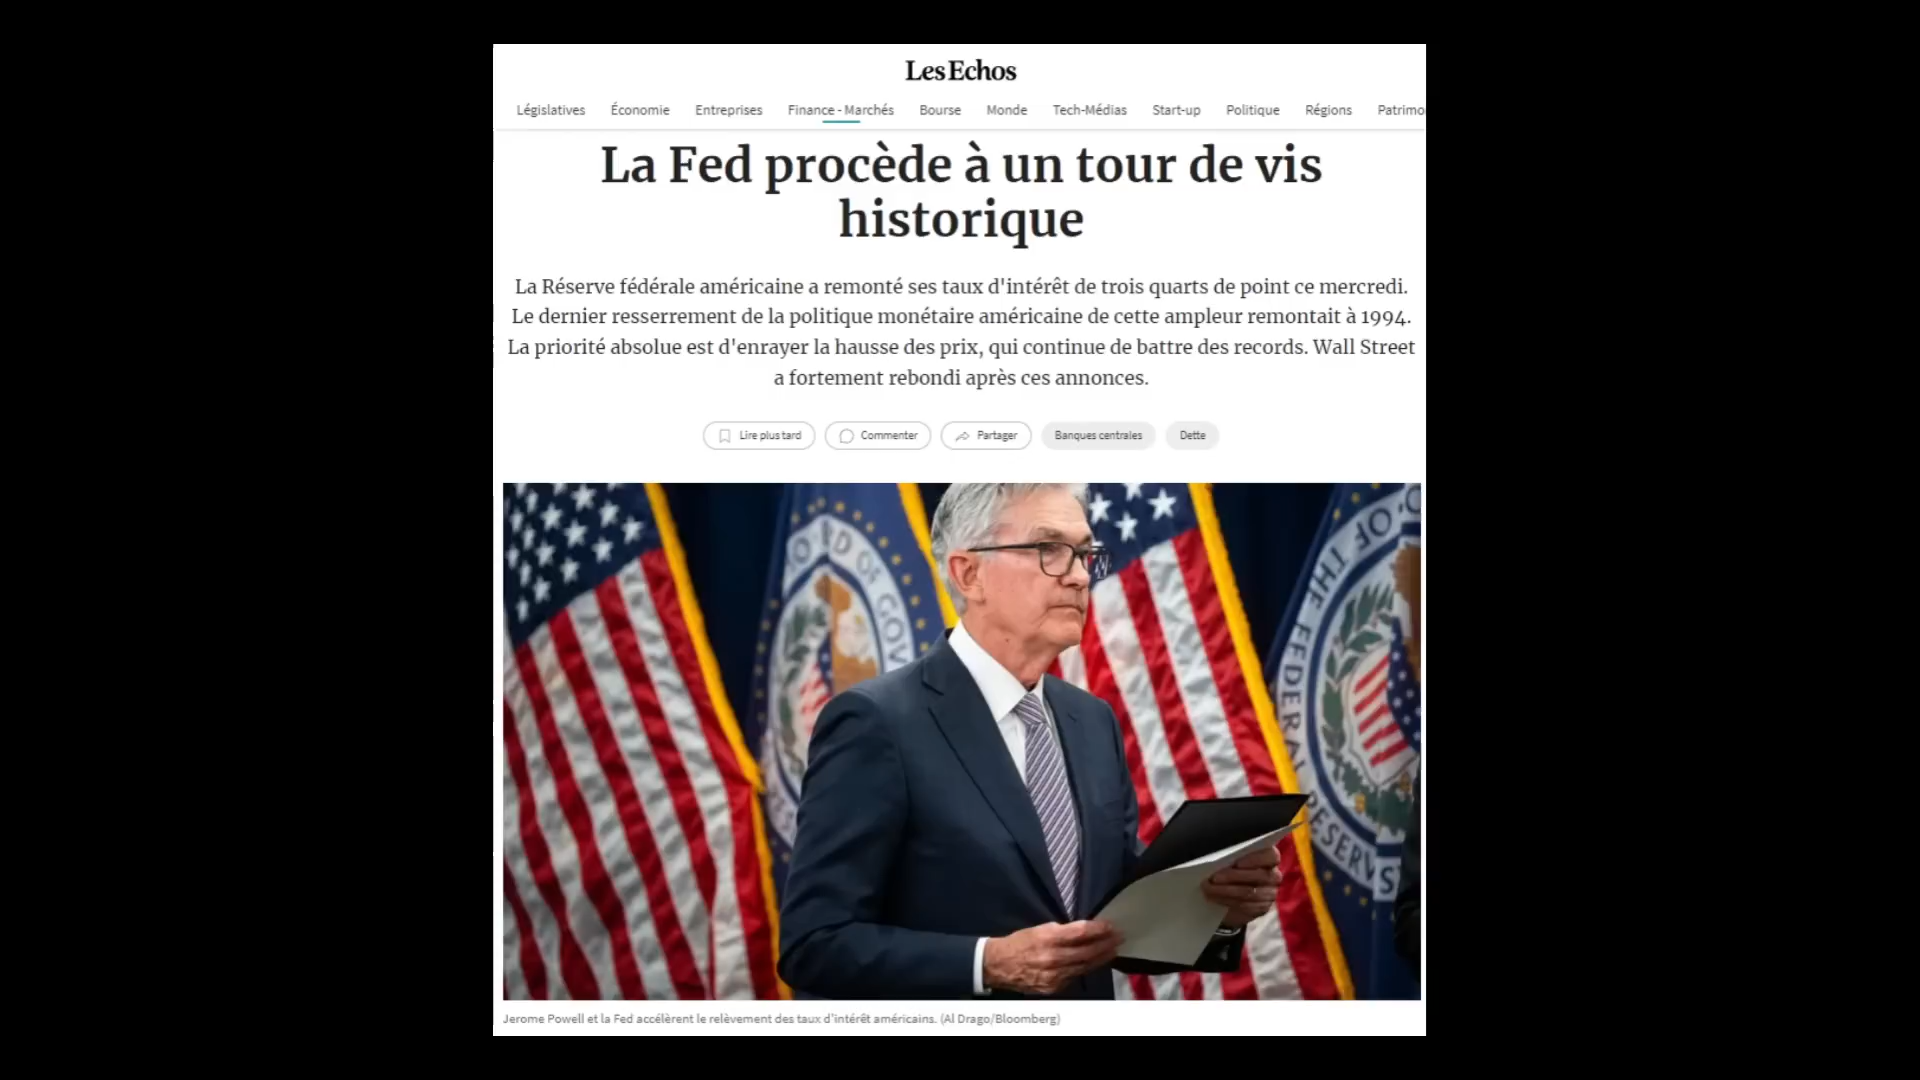 Les Echos
Législatives Économie Entreprises Finance - Marchés Bourse Monde Tech-Médias Start-up Politique Régions Patrimo
La Fed procède à un tour de vis
historique
La Réserve fédérale américaine a remonté ses taux d'intérêt de trois quarts de point ce mercredi.
Le dernier resserrement de la politique monétaire américaine de cette ampleur remontait à 1994.
La priorité absolue est d'enrayer la hausse des prix, qui continue de battre des records. Wall Street
a fortement rebondi après ces annonces.
Lire plus tard Commenter Partager Banques centrales Dette
D OF GOV
THE FEDERAL RESERV S
Jerome Powell et la Fed accélèrent le relèvement des taux d'intérêt américains. (Al Drago/Bloomberg)